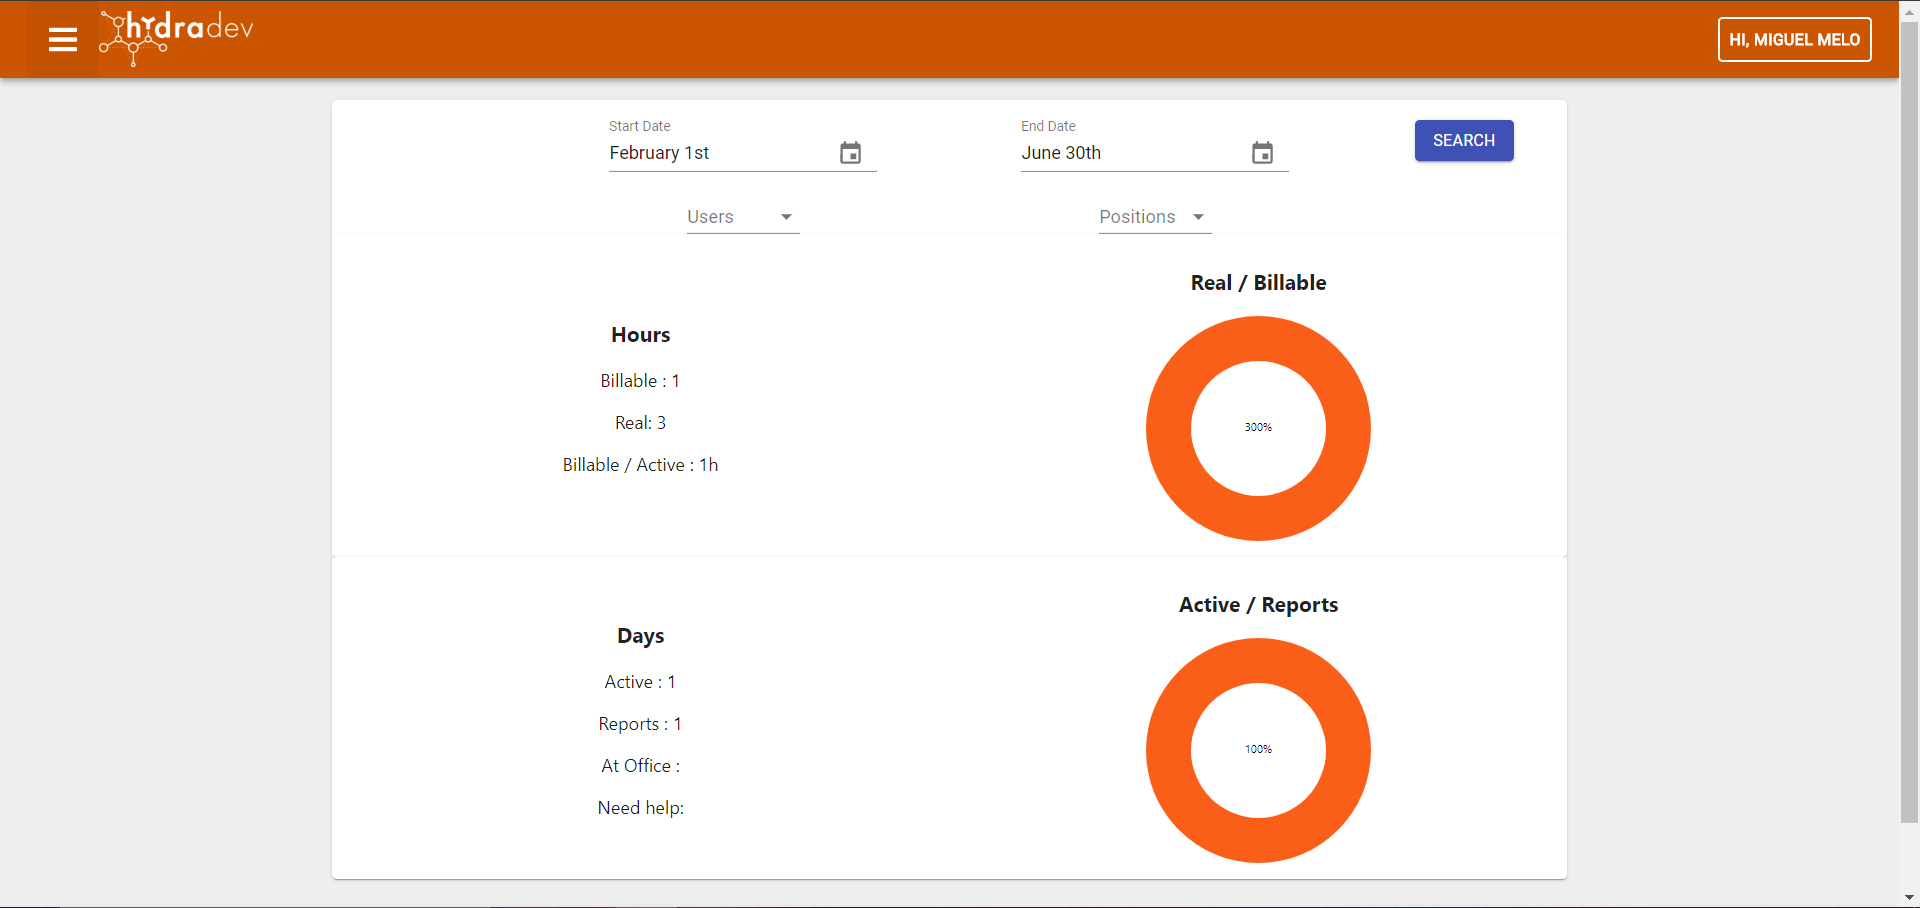 hydradev
HI, MIGUEL MELO
Start Date
February 1st
End Date
June 30th
SEARCH
Users
Positions
Hours
Billable : 1
Real: 3
Billable / Active : 1h
Real / Billable
300%
Days
Active : 1
Reports : 1
At Office :
Need help:
Active / Reports
100%